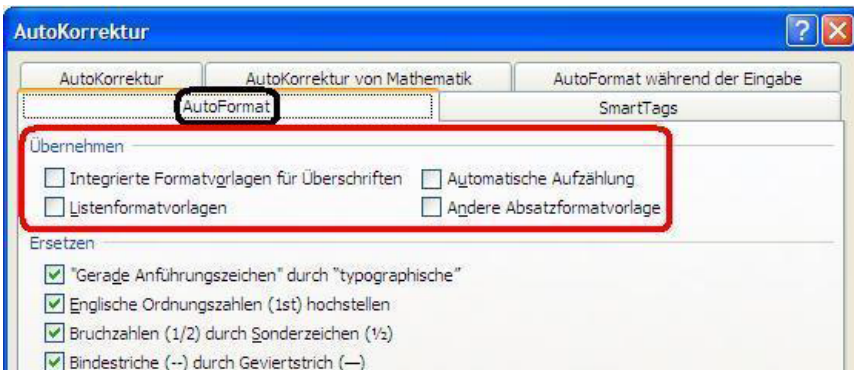 AutoKorrektur
AutoKorrektur AutoKorrektur von Mathematik AutoFormat während der Eingabe
AutoFormat SmartTags
Übernehmen
Integrierte Formatvorlagen für Überschriften Automatische Aufzählung
Listenformatvorlagen Andere Absatzformatvorlage
Ersetzen
"Gerade Anführungszeichen" durch “typographische”
Englische Ordnungszahlen (1st) hochstellen
Bruchzahlen (1/2) durch Sonderzeichen (½)
Bindestriche (--) durch Geviertstrich (—)